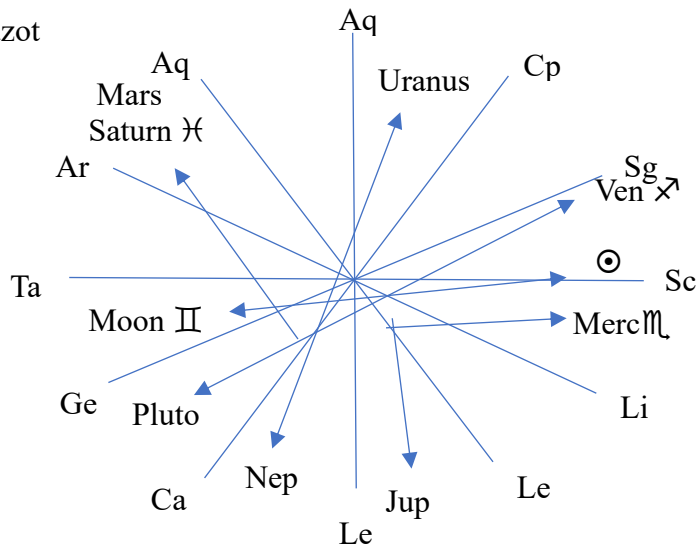 zot
Aq
Aq
Cp
Uranus
Mars
Saturn ♓
Ar
Sg
Ven ♐
☉
Ta
Sc
Moon ♊
Merc♏
Ge
Pluto
Li
Nep
Ca
Jup
Le
Le